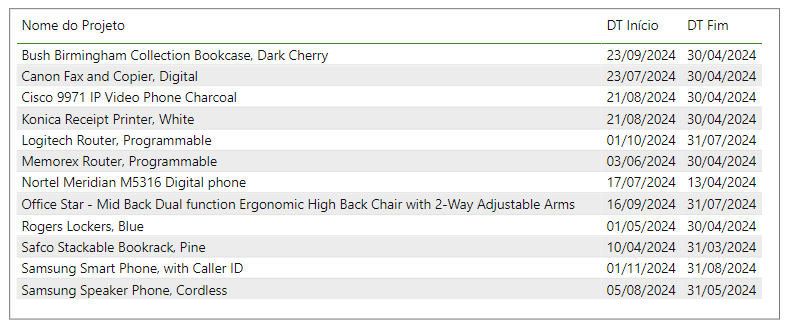 Nome do Projeto DT Início DT Fim
Bush Birmingham Collection Bookcase, Dark Cherry 23/09/2024 30/04/2024
Canon Fax and Copier, Digital 23/07/2024 30/04/2024
Cisco 9971 IP Video Phone Charcoal 21/08/2024 30/04/2024
Konica Receipt Printer, White 21/08/2024 30/04/2024
Logitech Router, Programmable 01/10/2024 31/07/2024
Memorex Router, Programmable 03/06/2024 30/04/2024
Nortel Meridian M5316 Digital phone 17/07/2024 13/04/2024
Office Star - Mid Back Dual function Ergonomic High Back Chair with 2-Way Adjustable Arms 16/09/2024 31/07/2024
Rogers Lockers, Blue 01/05/2024 30/04/2024
Safco Stackable Bookrack, Pine 10/04/2024 31/03/2024
Samsung Smart Phone, with Caller ID 01/11/2024 31/08/2024
Samsung Speaker Phone, Cordless 05/08/2024 31/05/2024